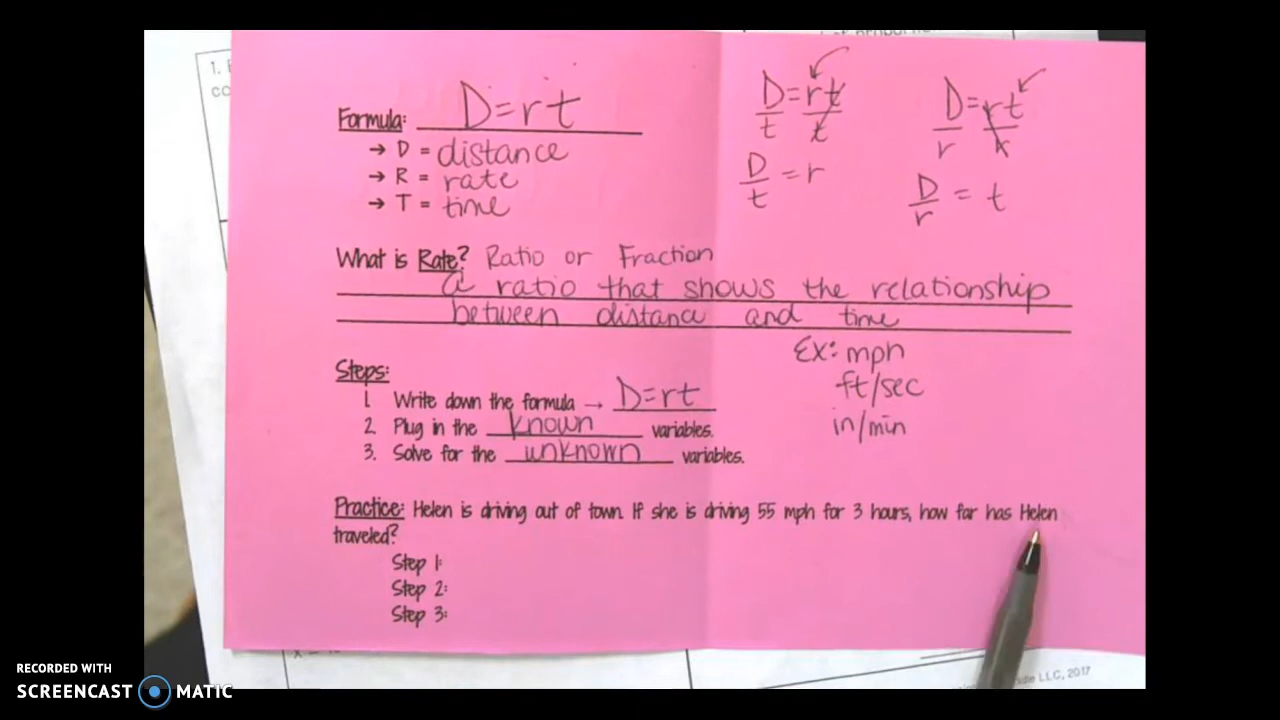 1.
Formula: D=rt
→ D = distance
→ R = rate
→ T = time
D=rt
t t
D
t =r
D=rt
r r
D
r = t
What is Rate? Ratio or Fraction
a ratio that shows the relationship
between distance and time
Ex: mph
ft/sec
in/min
Steps:
1. Write down the formula → D=rt
2. Plug in the known variables.
3. Solve for the unknown variables.
Practice: Helen is driving out of town. If she is driving 55 mph for 3 hours, how far has Helen
traveled?
Step 1:
Step 2:
Step 3:
LLC, 2017
RECORDED WITH
SCREENCAST MATIC